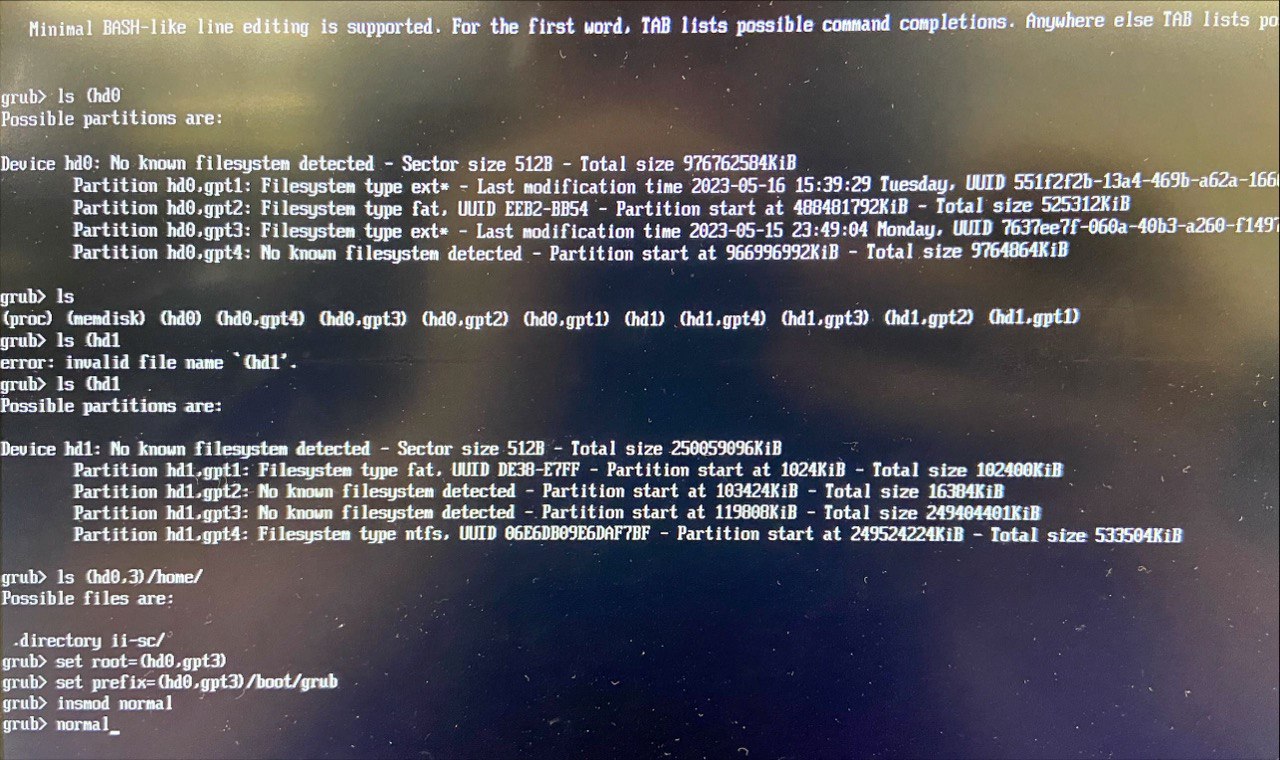 Minimal BASH-like line editing is supported. For the first word, TAB lists possible command completions. Anywhere else TAB lists
grub> ls (hd0
Possible partitions are:
Device hd0: No known filesystem detected - Sector size 512B - Total size 976762584KiB
Partition hd0,gpt1: Filesystem type ext* - Last modification time 2023-05-16 15:39:29 Tuesday, UUID 551f2f2b-13a4-469b-a62a-166
Partition hd0,gpt2: Filesystem type fat, UUID EEB2-BB54 - Partition start at 488481792KiB - Total size 525312KiB
Partition hd0,gpt3: Filesystem type ext* - Last modification time 2023-05-15 23:49:04 Monday, UUID 7637ee7f-060a-40b3-a260-f149
Partition hd0,gpt4: No known filesystem detected - Partition start at 966996992KiB - Total size 9764864KiB
grub> ls
(proc) (memdisk) (hd0) (hd0,gpt4) (hd0,gpt3) (hd0,gpt2) (hd0,gpt1) (hd1) (hd1,gpt4) (hd1,gpt3) (hd1,gpt2) (hd1,gpt1)
grub> ls (hd1
error: invalid file name `(hd1'.
grub> ls (hd1
Possible partitions are:
Device hd1: No known filesystem detected - Sector size 512B - Total size 250059096KiB
Partition hd1,gpt1: Filesystem type fat, UUID DE38-E7FF - Partition start at 1024KiB - Total size 102400KiB
Partition hd1,gpt2: No known filesystem detected - Partition start at 103424KiB - Total size 16384KiB
Partition hd1,gpt3: No known filesystem detected - Partition start at 119808KiB - Total size 249404401KiB
Partition hd1,gpt4: Filesystem type ntfs, UUID 06E6DB09E6DAF7BF - Partition start at 249524224KiB - Total size 533504KiB
grub> ls (hd0,3)/home/
Possible files are:
.directory ii-sc/
grub> set root=(hd0,gpt3)
grub> set prefix=(hd0,gpt3)/boot/grub
grub> insmod normal
grub> normal_